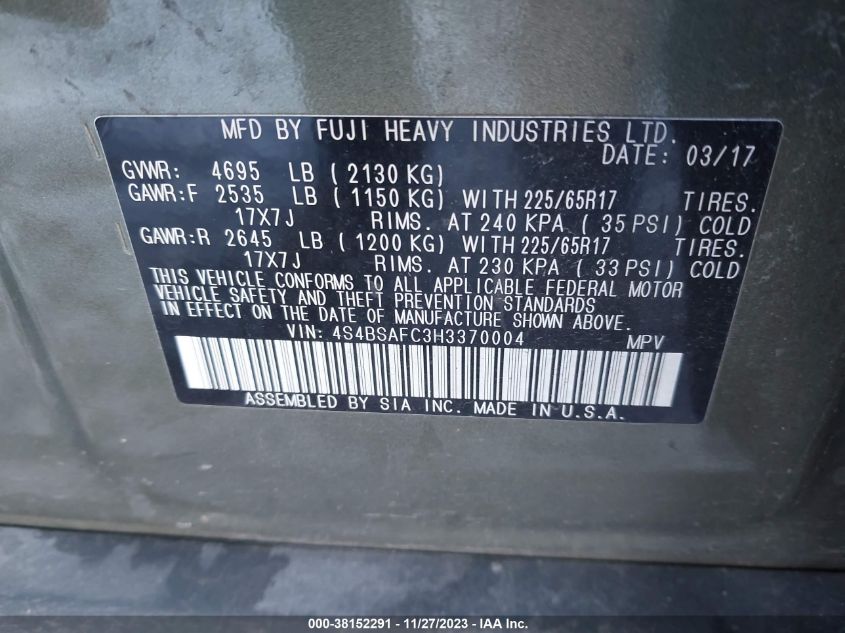 MFD BY FUJI HEAVY INDUSTRIES LTD.
DATE: 03/17
GVWR: 4695 LB ( 2130 KG)
GAWR:F 2535 LB ( 1150 KG) WITH 225/65R17 TIRES.
17X7J RIMS. AT 240 KPA ( 35 PSI) COLD
GAWR:R 2645 LB ( 1200 KG) WITH 225/65R17 TIRES.
17X7J RIMS. AT 230 KPA ( 33 PSI) COLD
THIS VEHICLE CONFORMS TO ALL APPLICABLE FEDERAL MOTOR
VEHICLE SAFETY AND THEFT PREVENTION STANDARDS
IN EFFECT ON THE DATE OF MANUFACTURE SHOWN ABOVE.
VIN: 4S4BSAFC3H3370004 MPV
ASSEMBLED BY SIA INC. MADE IN U.S.A.
000-38152291 - 11/27/2023 - IAAI.com, Inc.